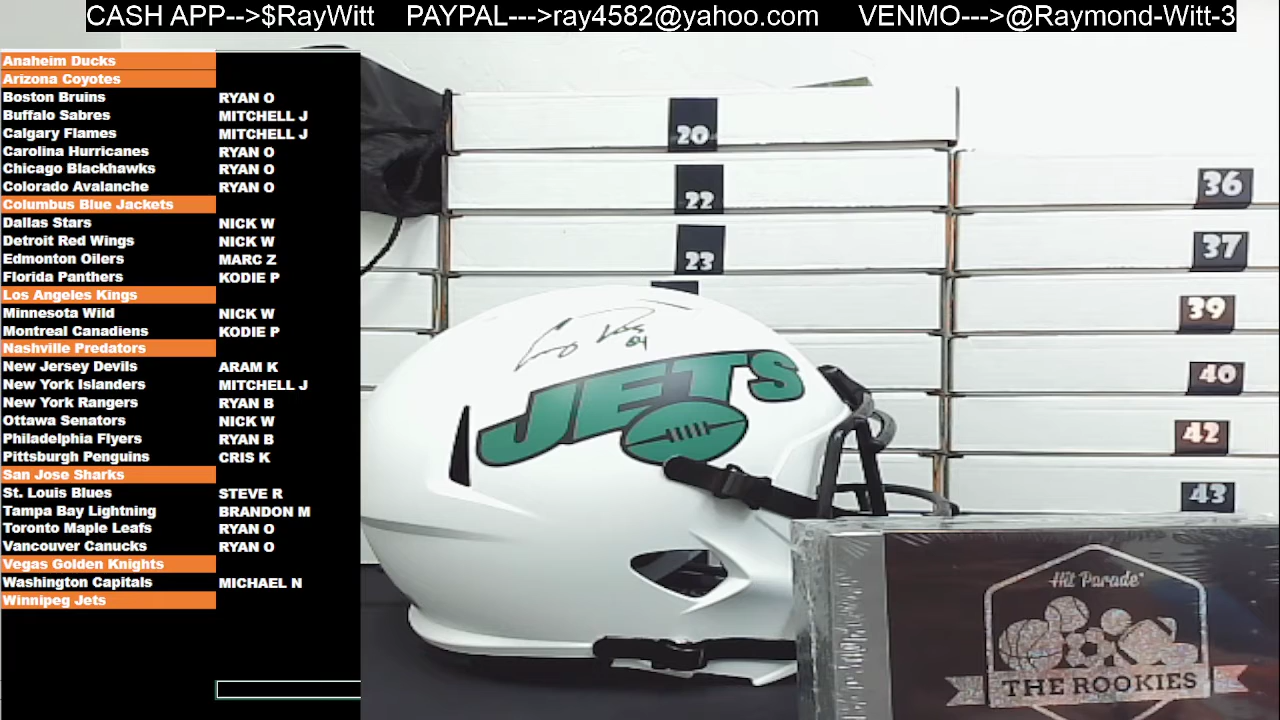 CASH APP-->$RayWitt PAYPAL--->ray4582@yahoo.com VENMO--->@Raymond-Witt-3
Anaheim Ducks
Arizona Coyotes
Boston Bruins RYAN O
Buffalo Sabres MITCHELL J
Calgary Flames MITCHELL J
Carolina Hurricanes RYAN O
Chicago Blackhawks RYAN O
Colorado Avalanche RYAN O
Columbus Blue Jackets
Dallas Stars NICK W
Detroit Red Wings NICK W
Edmonton Oilers MARC Z
Florida Panthers KODIE P
Los Angeles Kings
Minnesota Wild NICK W
Montreal Canadiens KODIE P
Nashville Predators
New Jersey Devils ARAM K
New York Islanders MITCHELL J
New York Rangers RYAN B
Ottawa Senators NICK W
Philadelphia Flyers RYAN B
Pittsburgh Penguins CRIS K
San Jose Sharks
St. Louis Blues STEVE R
Tampa Bay Lightning BRANDON M
Toronto Maple Leafs RYAN O
Vancouver Canucks RYAN O
Vegas Golden Knights
Washington Capitals MICHAEL N
Winnipeg Jets
20
22
23
36
37
39
40
42
43
84
JETS
Hit Parade
THE ROOKIES